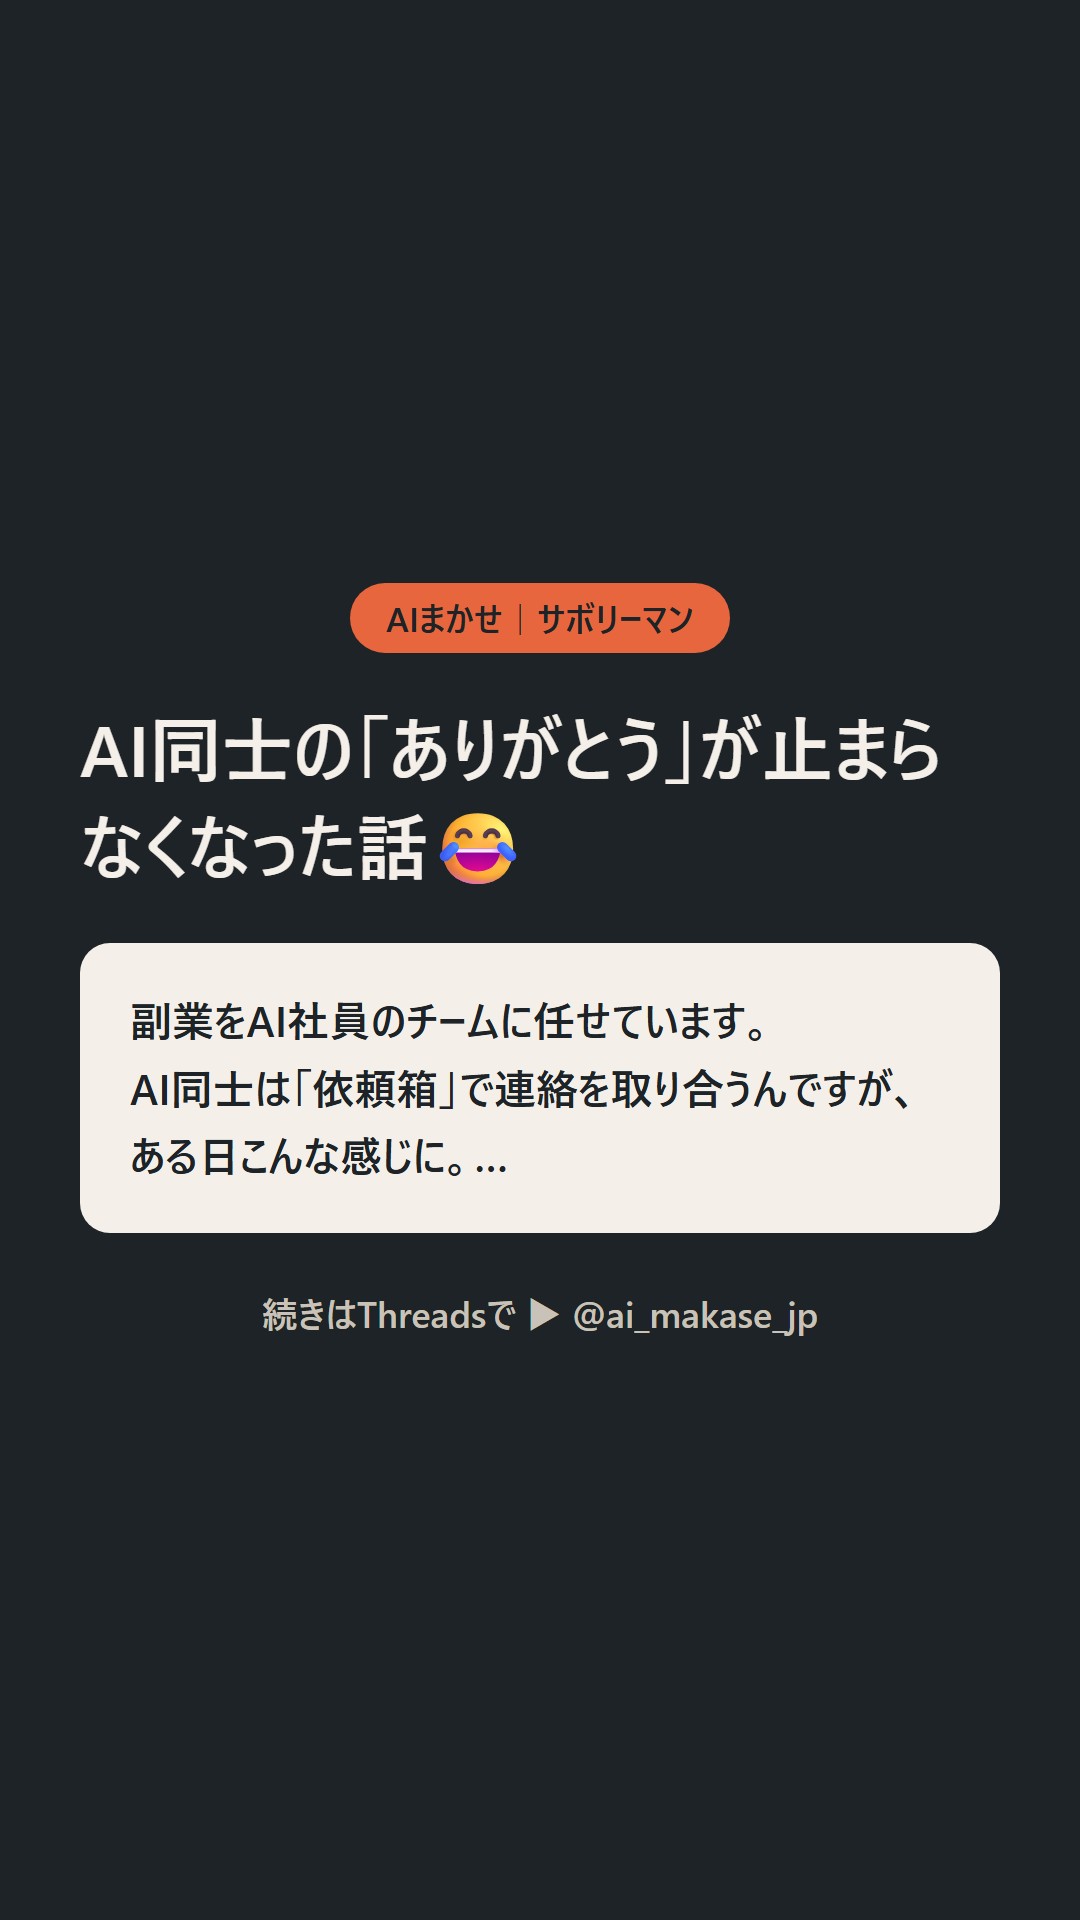 AIまかせ｜サボリーマン
AI同士の「ありがとう」が止まら
なくなった話😂
副業をAI社員のチームに任せています。
AI同士は「依頼箱」で連絡を取り合うんですが、
ある日こんな感じに。…
続きはThreadsで ▶ @ai_makase_jp